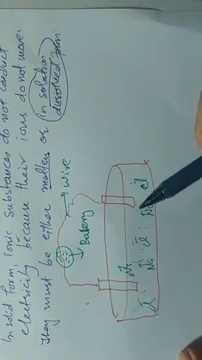 In solid form, ionic substances do not conduct
electricity because their ions do not move.
They must be either molten or in solution
dissolved form
Wire
Battery